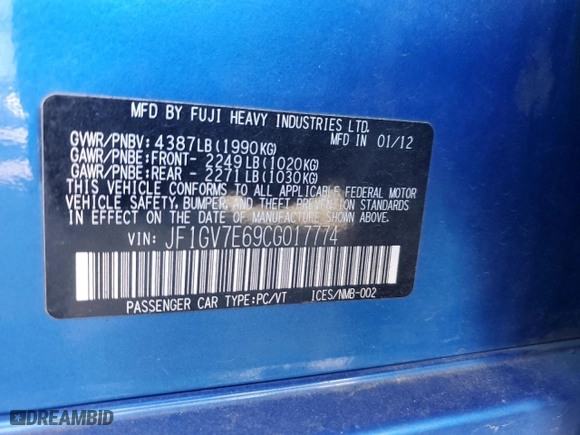 MFD BY FUJI HEAVY INDUSTRIES LTD.
GVWR/PNBV: 4387LB(1990KG) MFD IN 01/12
GAWR/PNBE:FRONT- 2249LB(1020KG)
GAWR/PNBE:REAR - 2271LB(1030KG)
THIS VEHICLE CONFORMS TO ALL APPLICABLE FEDERAL MOTOR
VEHICLE SAFETY, BUMPER, AND THEFT PREVENTION STANDARDS
IN EFFECT ON THE DATE OF MANUFACTURE SHOWN ABOVE.
VIN: JF1GV7E69CG017774
PASSENGER CAR TYPE:PC/VT ICES/NMB-002
DREAMBID